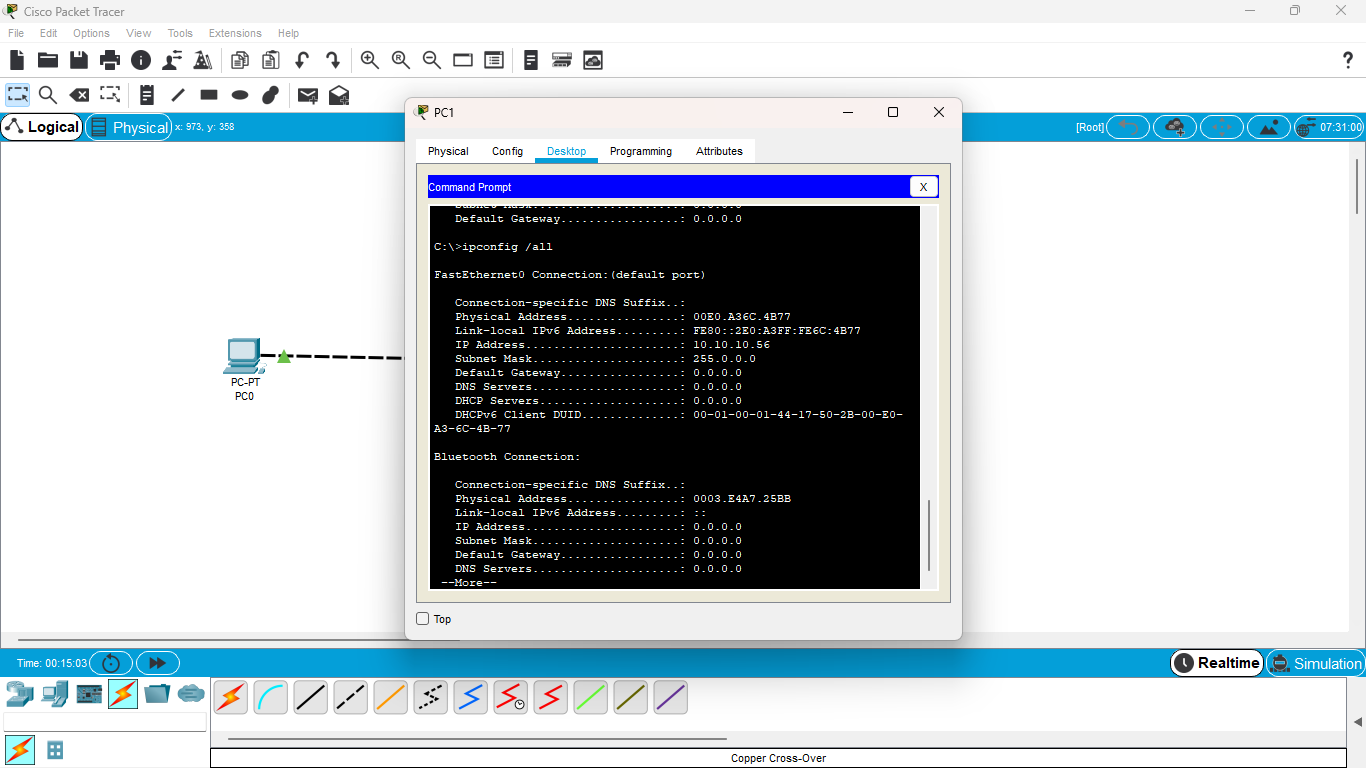 Cisco Packet Tracer
File Edit Options View Tools Extensions Help
Logical Physical x: 973, y: 358
[Root] 07:31:00
PC1
Physical Config Desktop Programming Attributes
Command Prompt X
Subnet Mask......................: 0.0.0.0
Default Gateway.................: 0.0.0.0
C:\>ipconfig /all
FastEthernet0 Connection:(default port)
Connection-specific DNS Suffix..:
Physical Address................: 00E0.A36C.4B77
Link-local IPv6 Address.........: FE80::2E0:A3FF:FE6C:4B77
IP Address......................: 10.10.10.56
Subnet Mask.....................: 255.0.0.0
Default Gateway.................: 0.0.0.0
DNS Servers.....................: 0.0.0.0
DHCP Servers....................: 0.0.0.0
DHCPv6 Client DUID..............: 00-01-00-01-44-17-50-2B-00-E0-
A3-6C-4B-77
Bluetooth Connection:
Connection-specific DNS Suffix..:
Physical Address................: 0003.E4A7.25BB
Link-local IPv6 Address.........: ::
IP Address......................: 0.0.0.0
Subnet Mask.....................: 0.0.0.0
Default Gateway.................: 0.0.0.0
DNS Servers.....................: 0.0.0.0
--More--
Top
PC-PT
PC0
Time: 00:15:03
Realtime Simulation
Copper Cross-Over